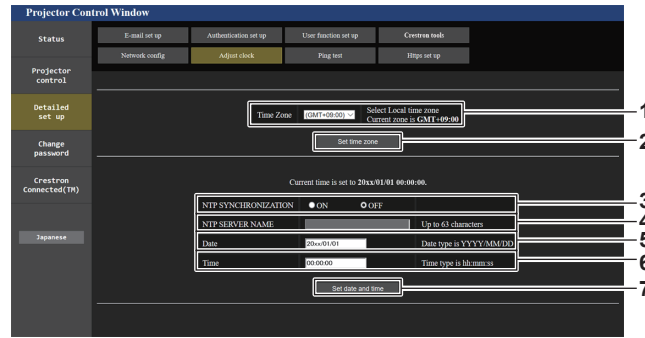 Projector Control Window
Status
E-mail set up
Authentication set up
User function set up
Crestron tools
Network config
Adjust clock
Ping test
Https set up
Projector
control
Detailed
set up
Change
password
Crestron
Connected(TM)
Japanese
Time Zone
(GMT+09:00)
Select Local time zone
Current zone is GMT+09:00
1
Set time zone
2
Current time is set to 20xx/01/01 00:00:00.
NTP SYNCHRONIZATION ON OFF
3
NTP SERVER NAME Up to 63 characters
4
Date 20xx/01/01 Date type is YYYY/MM/DD
5
Time 00:00:00 Time type is hh:mm:ss
6
Set date and time
7